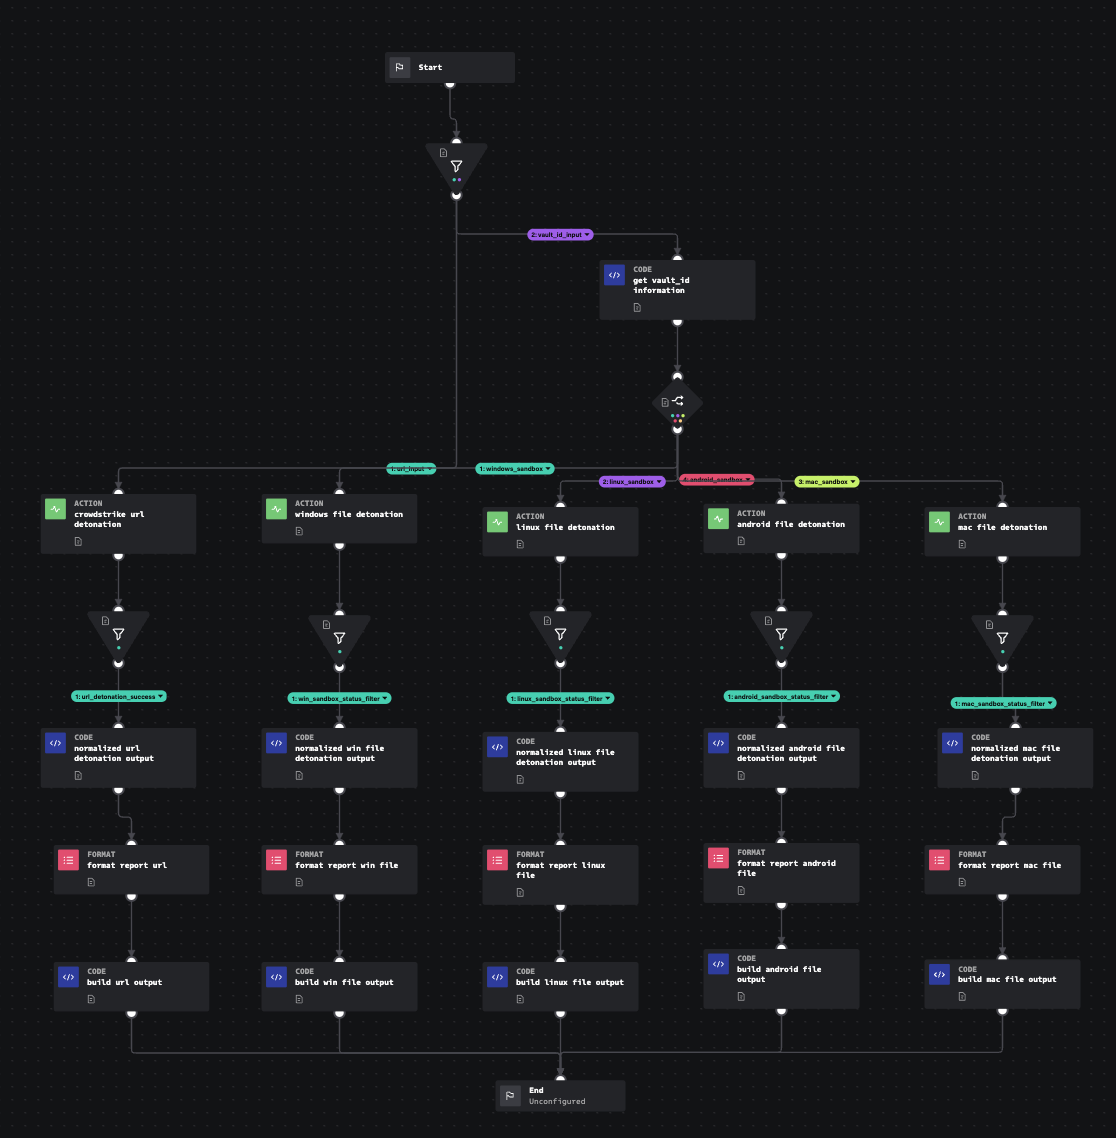 Start
2: vault_id_input
CODE
get vault_id
information
1: url_input
1: windows_sandbox
2: linux_sandbox
4: android_sandbox
3: mac_sandbox
ACTION
crowdstrike url
detonation
ACTION
windows file detonation
ACTION
linux file detonation
ACTION
android file detonation
ACTION
mac file detonation
1: url_detonation_success
1: win_sandbox_status_filter
1: linux_sandbox_status_filter
1: android_sandbox_status_filter
1: mac_sandbox_status_filter
CODE
normalized url
detonation output
CODE
normalized win file
detonation output
CODE
normalized linux file
detonation output
CODE
normalized android file
detonation output
CODE
normalized mac file
detonation output
FORMAT
format report url
FORMAT
format report win file
FORMAT
format report linux
file
FORMAT
format report android
file
FORMAT
format report mac file
CODE
build url output
CODE
build win file output
CODE
build linux file output
CODE
build android file
output
CODE
build mac file output
End
Unconfigured